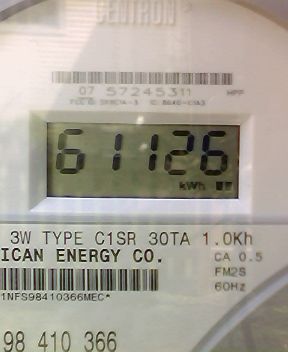 CENTRON
07 57245311 HPP
61126
kWh
3W TYPE C1SR 30TA 1.0Kh
ICAN ENERGY CO. CA 0.5
FM2S
1NFS98410366MEC* 60Hz
98 410 366